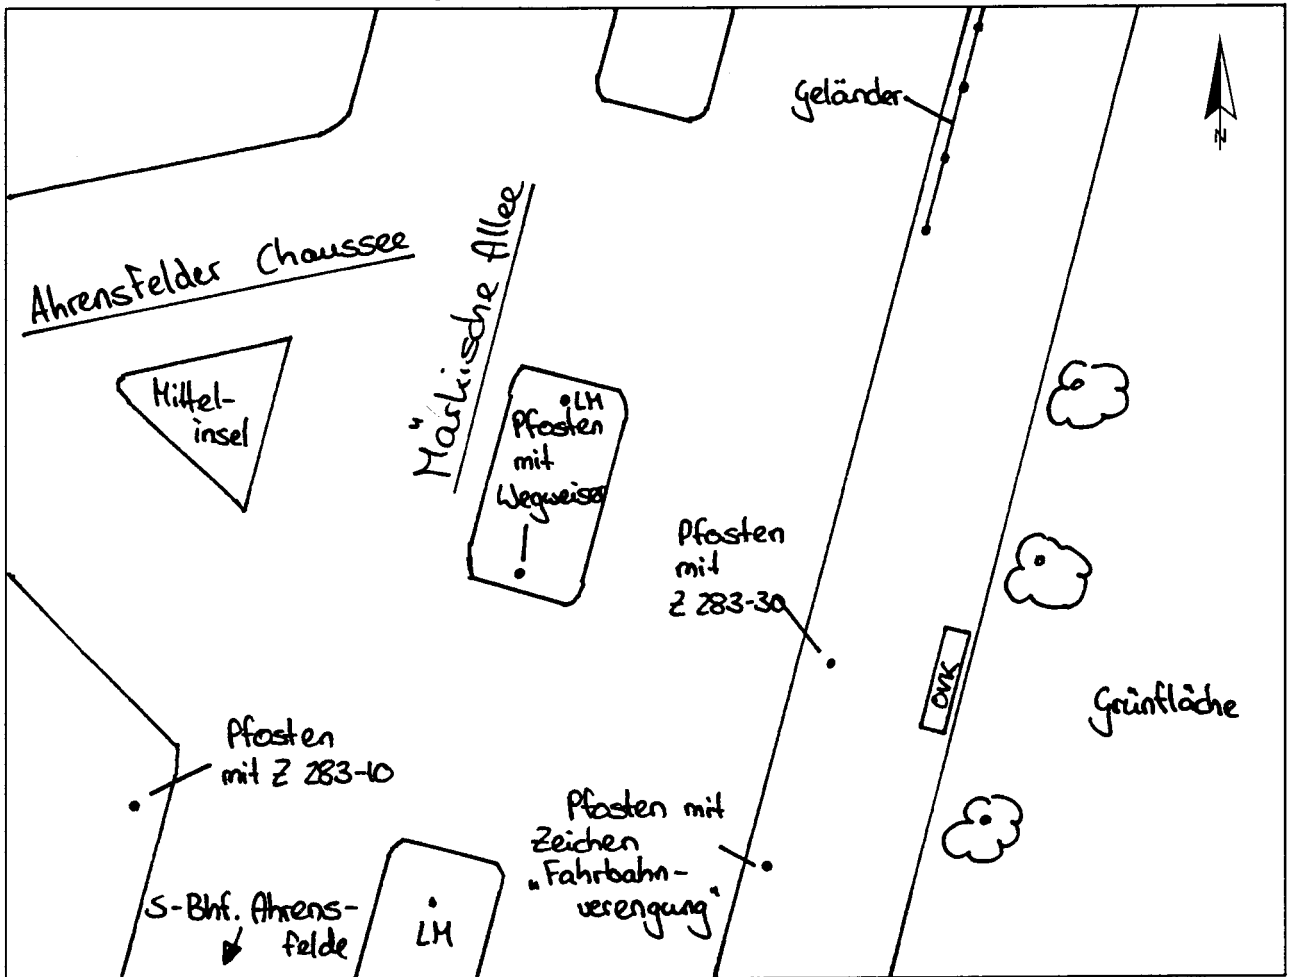 Geländer
N
Ahrensfelder Chaussee
Märkische Allee
Mittel-
insel
LM
Pfosten
mit
Wegweiser
Pfosten
mit
Z 283-30
OVK
Grünfläche
Pfosten
mit Z 283-10
Pfosten mit
Zeichen
„Fahrbahn-
verengung"
S-Bhf. Ahrens-
felde
LM